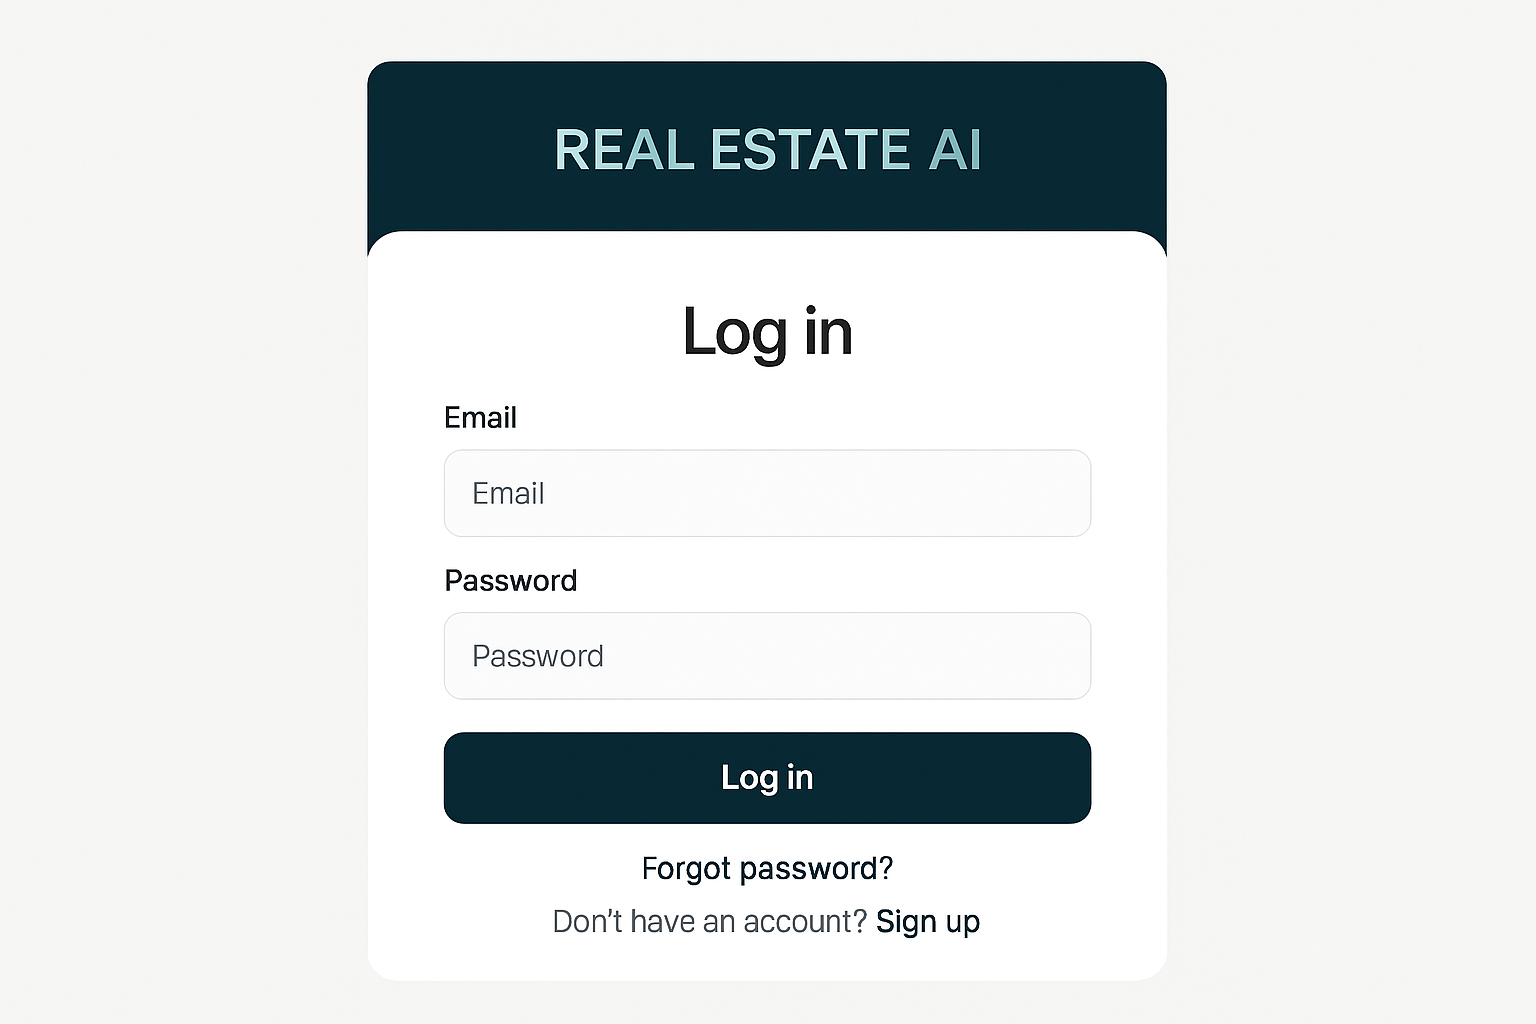 REAL ESTATE AI
Log in
Email
Email
Password
Password
Log in
Forgot password?
Don't have an account? Sign up